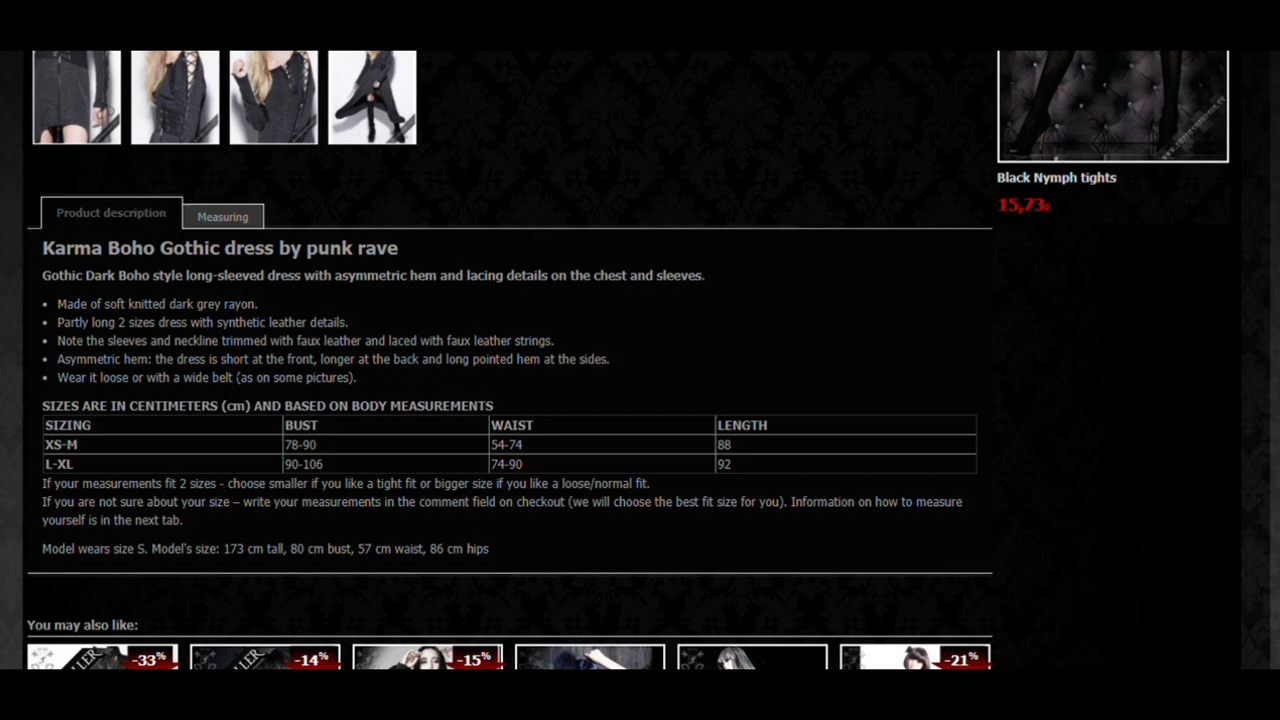 Black Nymph tights
15,73
Product description
Measuring
Karma Boho Gothic dress by punk rave
Gothic Dark Boho style long-sleeved dress with asymmetric hem and lacing details on the chest and sleeves.
• Made of soft knitted dark grey rayon.
• Partly long 2 sizes dress with synthetic leather details.
• Note the sleeves and neckline trimmed with faux leather and laced with faux leather strings.
• Asymmetric hem: the dress is short at the front, longer at the back and long pointed hem at the sides.
• Wear it loose or with a wide belt (as on some pictures).
SIZES ARE IN CENTIMETERS (cm) AND BASED ON BODY MEASUREMENTS
SIZING BUST WAIST LENGTH
XS-M 78-90 54-74 88
L-XL 90-106 74-90 92
If your measurements fit 2 sizes - choose smaller if you like a tight fit or bigger size if you like a loose/normal fit.
If you are not sure about your size – write your measurements in the comment field on checkout (we will choose the best fit size for you). Information on how to measure
yourself is in the next tab.
Model wears size S. Model's size: 173 cm tall, 80 cm bust, 57 cm waist, 86 cm hips
You may also like:
-33% -14% -15% -21%